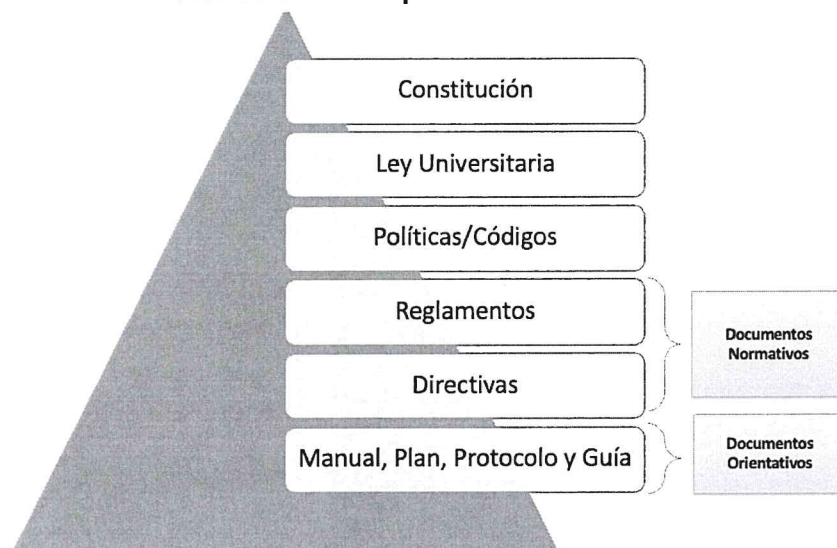 Constitución
Ley Universitaria
Políticas/Códigos
Reglamentos
Directivas
Manual, Plan, Protocolo y Guía
Documentos
Normativos
Documentos
Orientativos